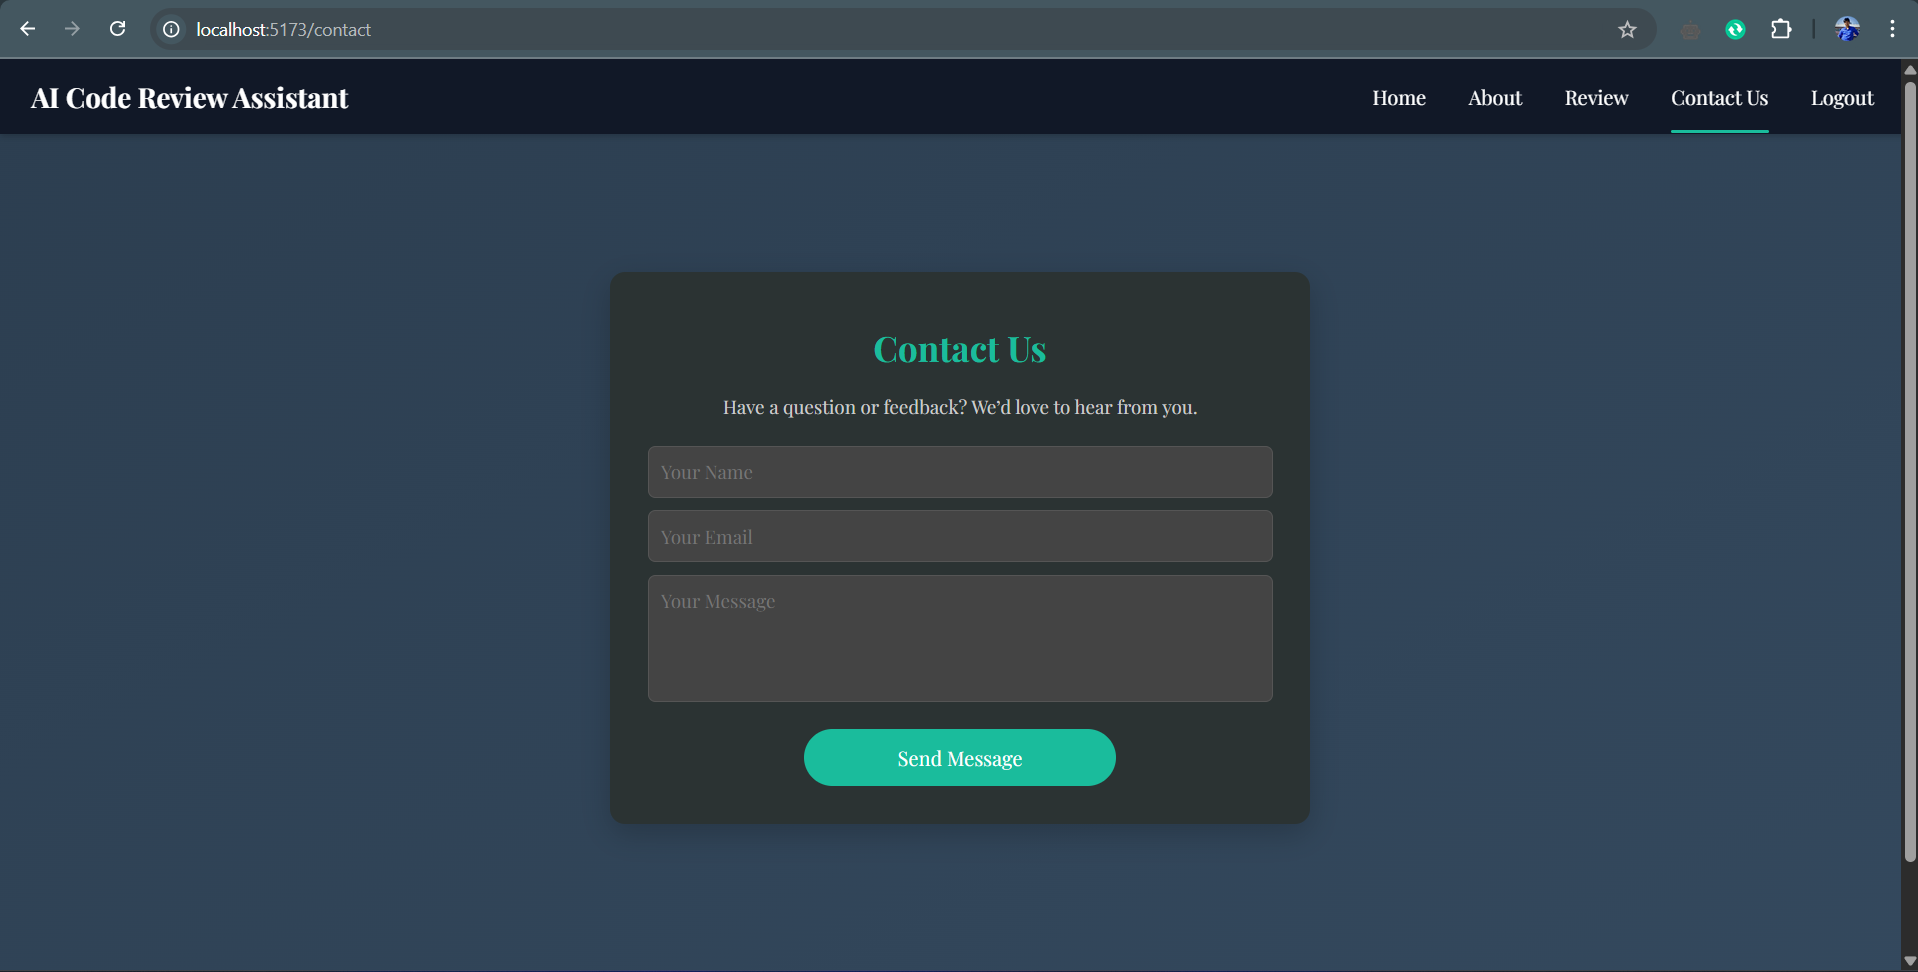 localhost:5173/contact
AI Code Review Assistant
Home About Review Contact Us Logout
Contact Us
Have a question or feedback? We’d love to hear from you.
Your Name
Your Email
Your Message
Send Message